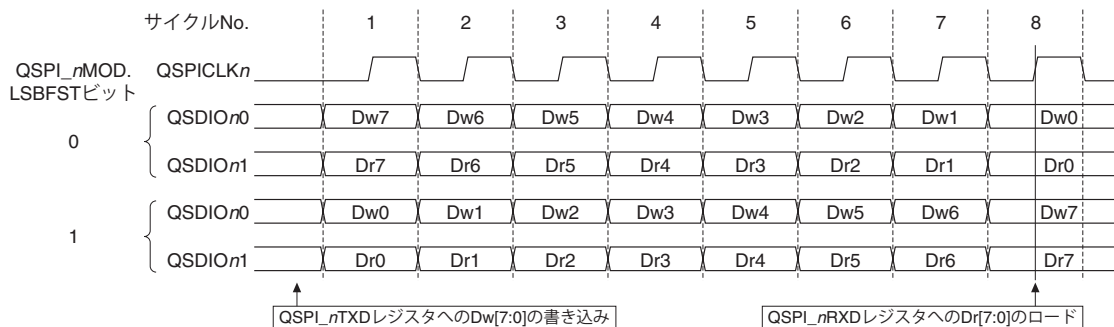 サイクルNo. 1 2 3 4 5 6 7 8
QSPI_nMOD.
LSBFSTビット
QSPICLKn
0
QSDIOn0 Dw7 Dw6 Dw5 Dw4 Dw3 Dw2 Dw1 Dw0
QSDIOn1 Dr7 Dr6 Dr5 Dr4 Dr3 Dr2 Dr1 Dr0
1
QSDIOn0 Dw0 Dw1 Dw2 Dw3 Dw4 Dw5 Dw6 Dw7
QSDIOn1 Dr0 Dr1 Dr2 Dr3 Dr4 Dr5 Dr6 Dr7
QSPI_nTXDレジスタへのDw[7:0]の書き込み QSPI_nRXDレジスタへのDr[7:0]のロード